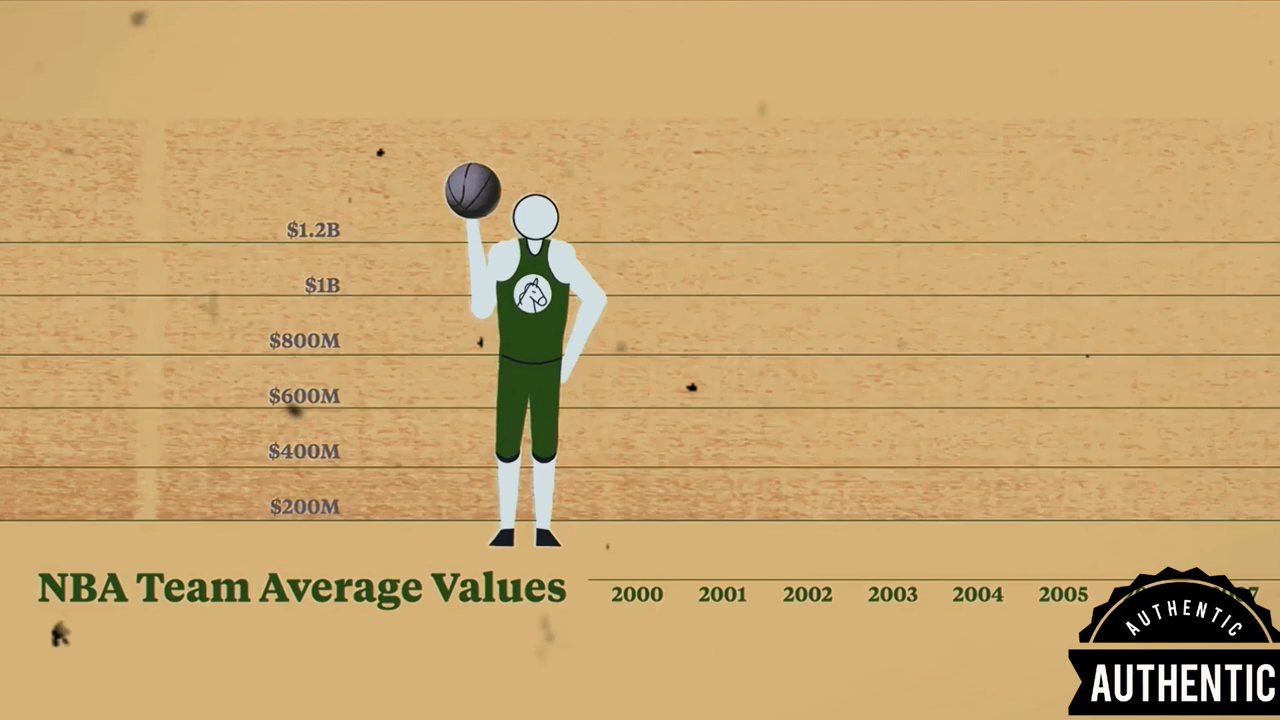 $1.2B
$1B
$800M
$600M
$400M
$200M
NBA Team Average Values
2000 2001 2002 2003 2004 2005
AUTHENTIC
AUTHENTIC